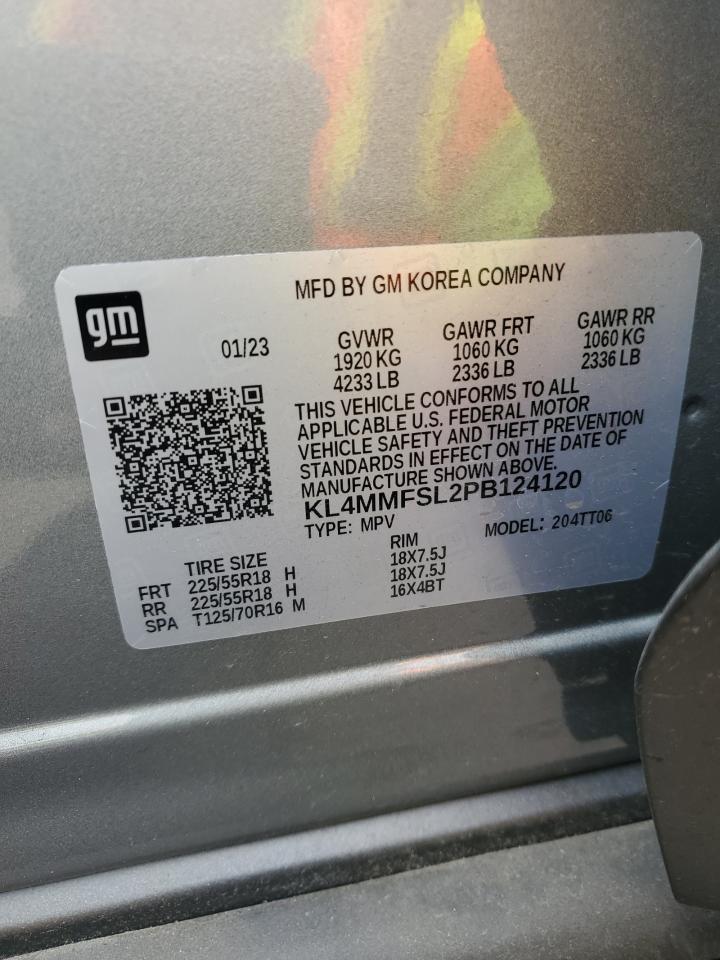 MFD BY GM KOREA COMPANY
gm
01/23
GVWR GAWR FRT GAWR RR
1920 KG 1060 KG 1060 KG
4233 LB 2336 LB 2336 LB
THIS VEHICLE CONFORMS TO ALL
APPLICABLE U.S. FEDERAL MOTOR
VEHICLE SAFETY AND THEFT PREVENTION
STANDARDS IN EFFECT ON THE DATE OF
MANUFACTURE SHOWN ABOVE.
KL4MMFSL2PB124120
TYPE: MPV MODEL: 204TT06
TIRE SIZE RIM
FRT 225/55R18 H 18X7.5J
RR 225/55R18 H 18X7.5J
SPA T125/70R16 M 16X4BT